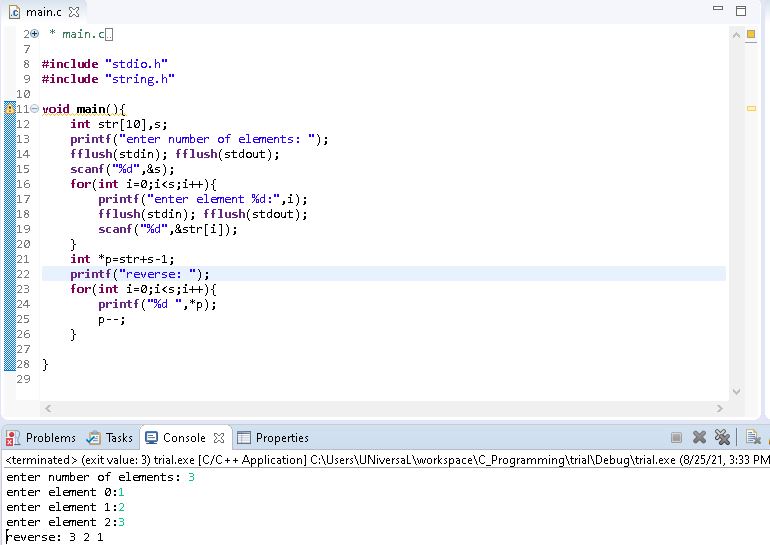 main.c
2 * main.c
7
8 #include "stdio.h"
9 #include "string.h"
10
11 void main(){
12 int str[10],s;
13 printf("enter number of elements: ");
14 fflush(stdin); fflush(stdout);
15 scanf("%d",&s);
16 for(int i=0;i<s;i++){
17 printf("enter element %d:",i);
18 fflush(stdin); fflush(stdout);
19 scanf("%d",&str[i]);
20 }
21 int *p=str+s-1;
22 printf("reverse: ");
23 for(int i=0;i<s;i++){
24 printf("%d ",*p);
25 p--;
26 }
27
28 }
29
Problems Tasks Console Properties
<terminated> (exit value: 3) trial.exe [C/C++ Application] C:\Users\UNiversaL\workspace\C_Programming\trial\Debug\trial.exe (8/25/21, 3:33 PM
enter number of elements: 3
enter element 0:1
enter element 1:2
enter element 2:3
reverse: 3 2 1